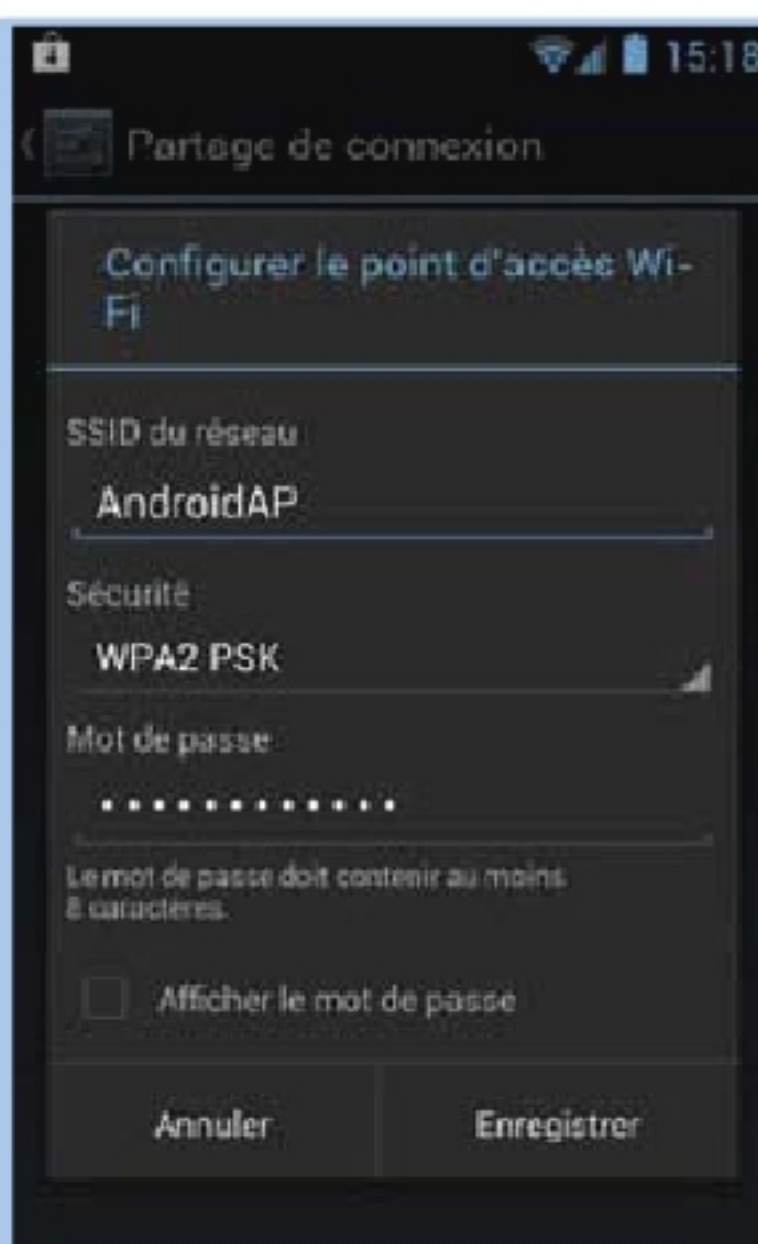 15:18
Partage de connexion
Configurer le point d'accès Wi-
Fi
SSID du réseau
AndroidAP
Sécurité
WPA2 PSK
Mot de passe
••••••••••••
Le mot de passe doit contenir au moins
8 caractères.
Afficher le mot de passe
Annuler
Enregistrer